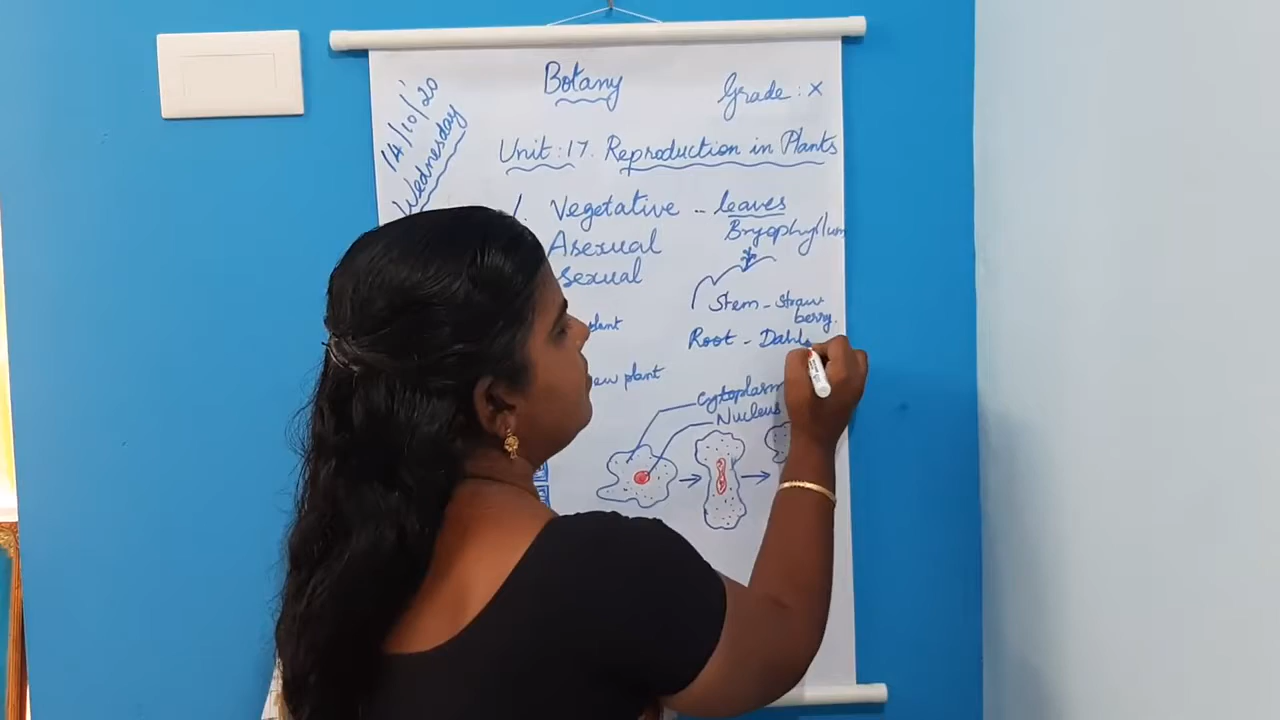 14/10/'20
Wednesday
Botany
Grade : X
Unit : 17. Reproduction in Plants
1. Vegetative - leaves
Bryophyllum
Asexual
sexual
Stem - straw
berry.
plant
Root - Dahl
plant
Cytoplasm
Nucleus